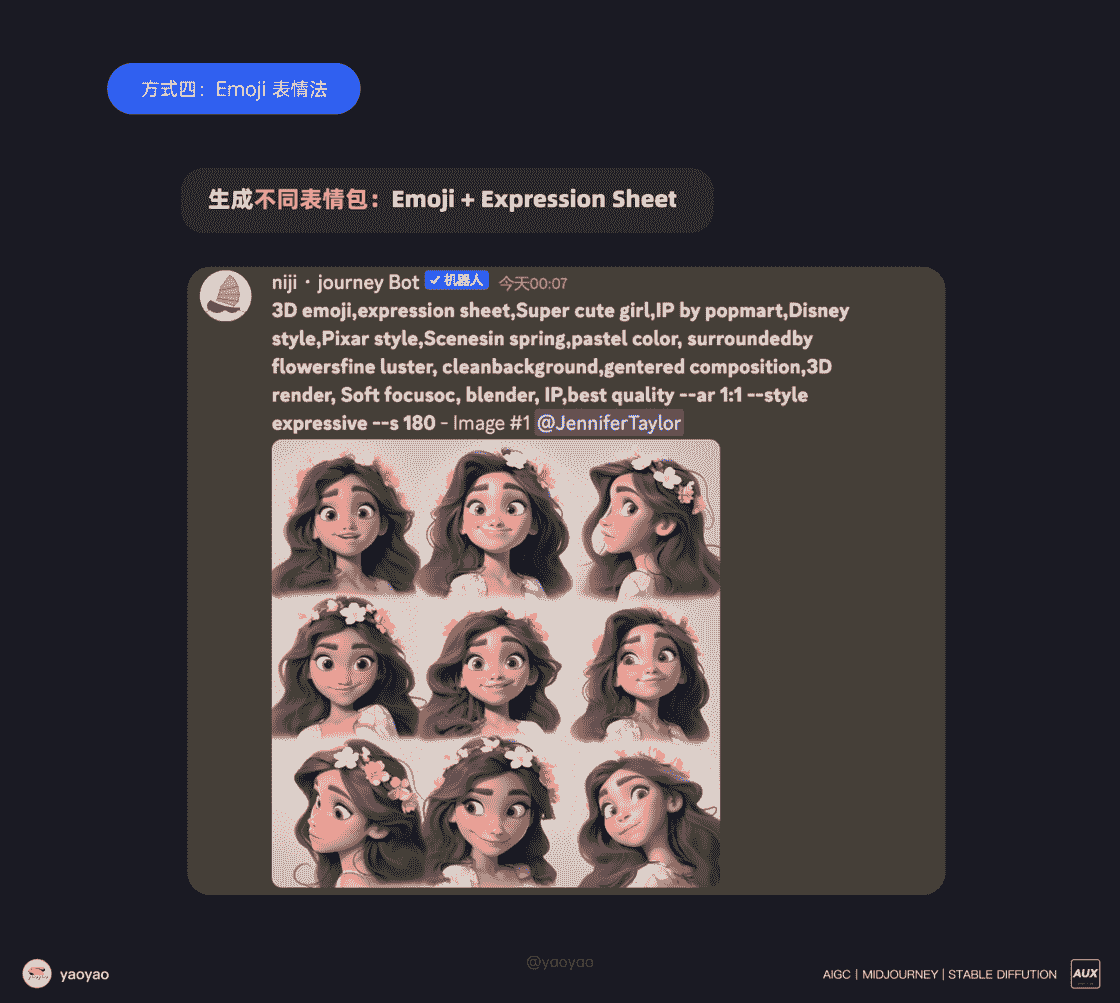 方式四：Emoji 表情法
生成不同表情包：Emoji + Expression Sheet
niji · journey Bot ✓ 机器人 今天00:07
3D emoji,expression sheet,Super cute girl,IP by popmart,Disney
style,Pixar style,Scenesin spring,pastel color, surroundedby
flowersfine luster, cleanbackground,gentered composition,3D
render, Soft focusoc, blender, IP,best quality --ar 1:1 --style
expressive --s 180 - Image #1 @JenniferTaylor
@yaoyao
yaoyao
AIGC | MIDJOURNEY | STABLE DIFFUTION
AUX